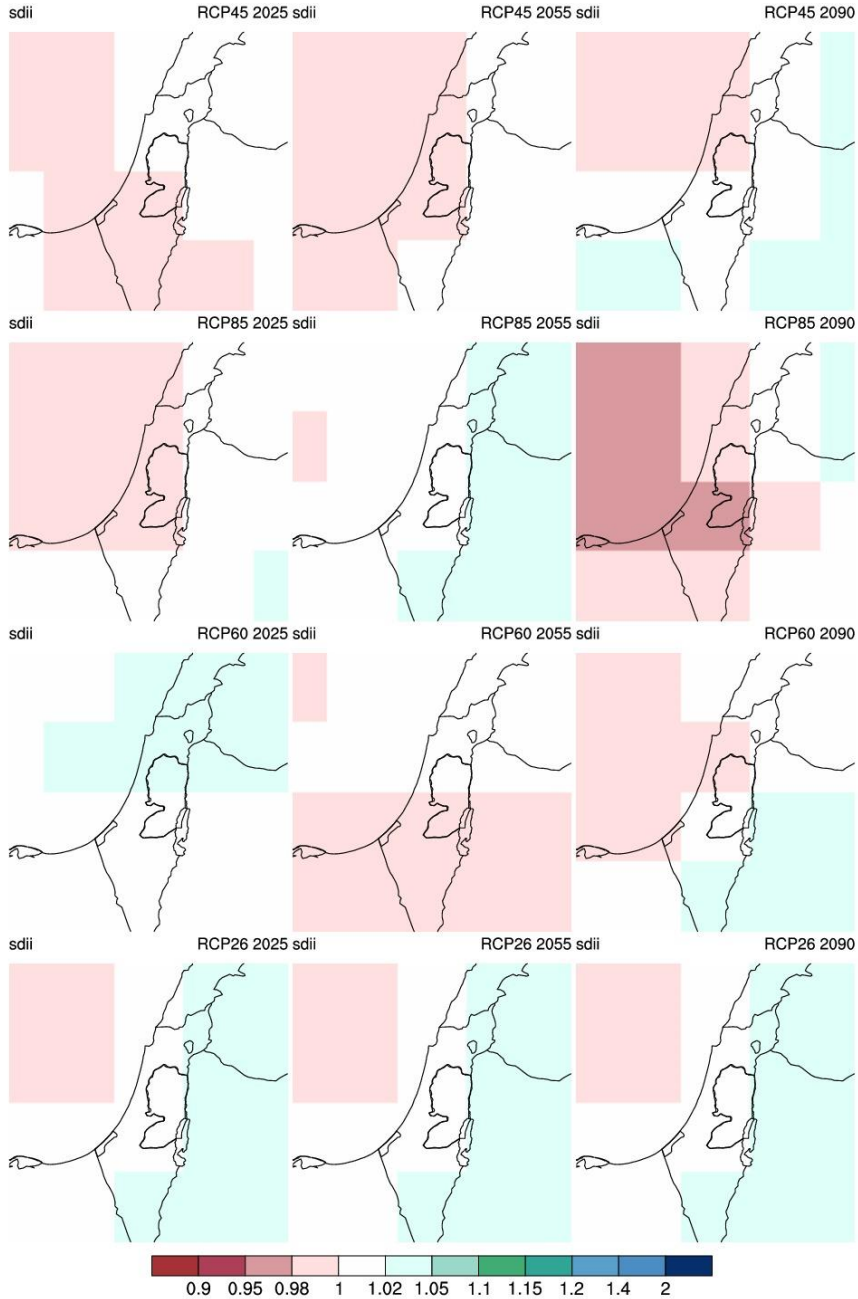 sdii RCP45 2025 sdii RCP45 2055 sdii RCP45 2090
sdii RCP85 2025 sdii RCP85 2055 sdii RCP85 2090
sdii RCP60 2025 sdii RCP60 2055 sdii RCP60 2090
sdii RCP26 2025 sdii RCP26 2055 sdii RCP26 2090
0.9 0.95 0.98 1 1.02 1.05 1.1 1.15 1.2 1.4 2